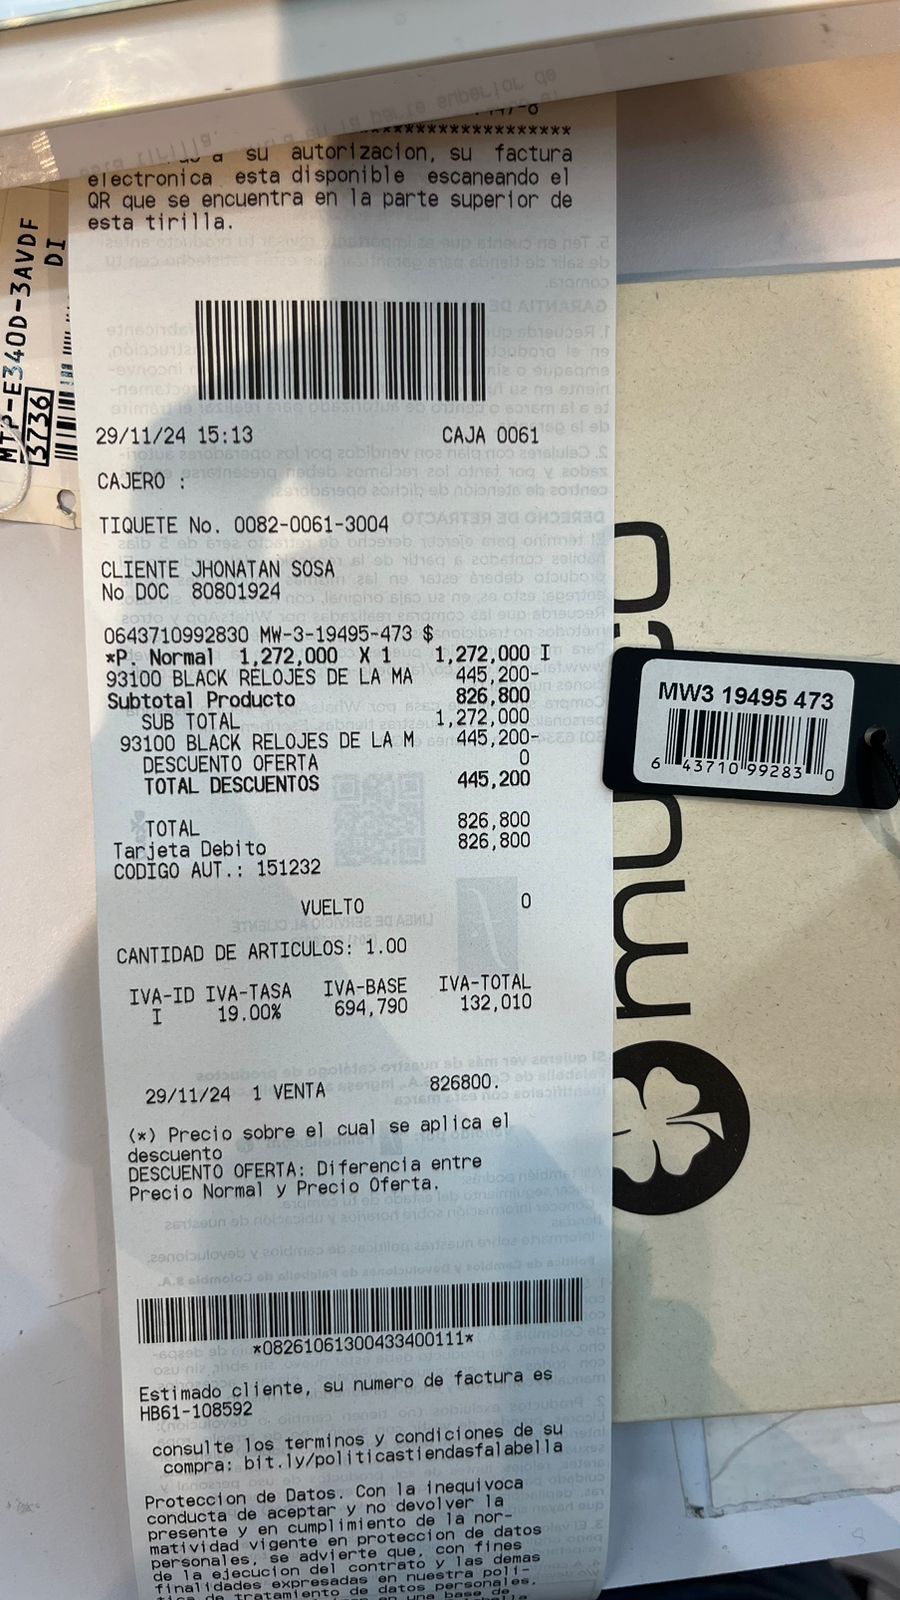 su autorizacion, su factura
electronica esta disponible escaneando el
QR que se encuentra en la parte superior de
esta tirilla.
MTP-E340D-3AVDF
DI
3736
29/11/24 15:13 CAJA 0061
CAJERO :
TIQUETE No. 0082-0061-3004
CLIENTE JHONATAN SOSA
No DOC 80801924
0643710992830 MW-3-19495-473 $
*P. Normal 1,272,000 X 1 1,272,000 I
93100 BLACK RELOJES DE LA MA 445,200-
Subtotal Producto 826,800
SUB TOTAL 1,272,000
93100 BLACK RELOJES DE LA M 445,200-
DESCUENTO OFERTA 0
TOTAL DESCUENTOS 445,200
TOTAL 826,800
Tarjeta Debito 826,800
CODIGO AUT.: 151232
VUELTO 0
CANTIDAD DE ARTICULOS: 1.00
IVA-ID IVA-TASA IVA-BASE IVA-TOTAL
I 19.00% 694,790 132,010
29/11/24 1 VENTA 826800.
(*) Precio sobre el cual se aplica el
descuento
DESCUENTO OFERTA: Diferencia entre
Precio Normal y Precio Oferta.
*08261061300433400111*
Estimado cliente, su numero de factura es
HB61-108592
consulte los terminos y condiciones de su
compra: bit.ly/politicastiendasfalabella
Proteccion de Datos. Con la inequivoca
conducta de aceptar y no devolver la
presente y en cumplimiento de la nor-
matividad vigente en proteccion de datos
personales, se advierte que, con fines
de la ejecucion del contrato y las demas
finalidades expresadas en nuestra poli-
tica de tratamiento de datos personales,
MW3 19495 473
6 43710 99283 0